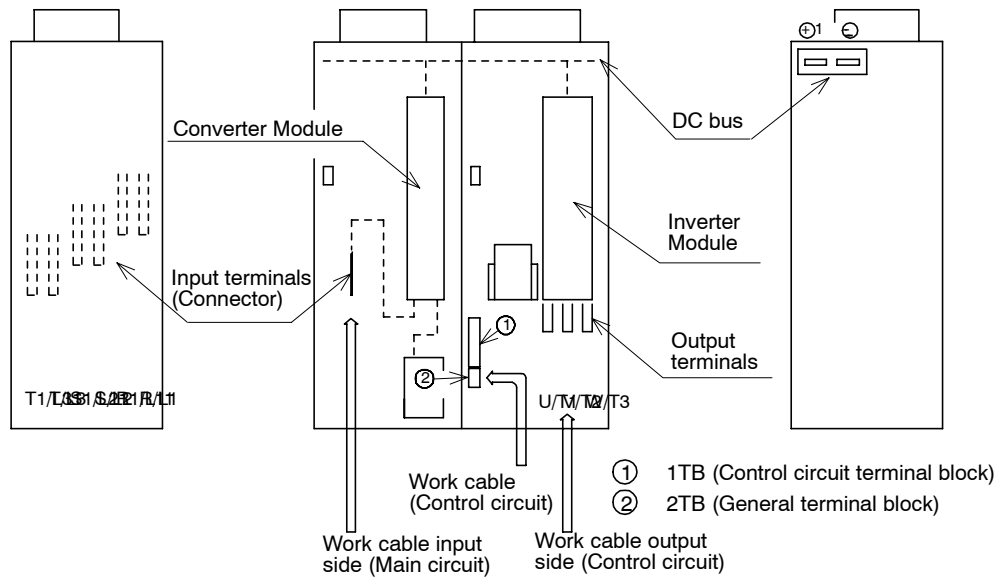 ⊕1 ⊖
Converter Module
DC bus
Inverter
Module
Input terminals
(Connector)
①
Output
terminals
②
Work cable
(Control circuit)
① 1TB (Control circuit terminal block)
② 2TB (General terminal block)
Work cable input
side (Main circuit)
Work cable output
side (Control circuit)